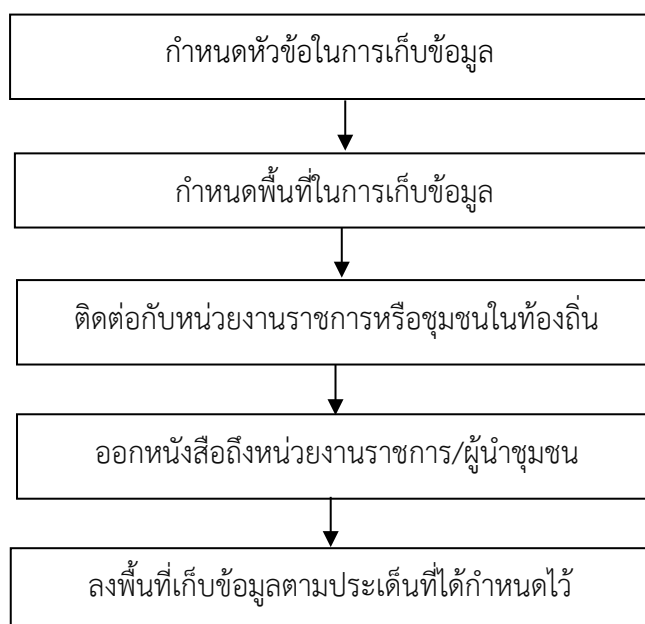 กำหนดหัวข้อในการเก็บข้อมูล
กำหนดพื้นที่ในการเก็บข้อมูล
ติดต่อกับหน่วยงานราชการหรือชุมชนในท้องถิ่น
ออกหนังสือถึงหน่วยงานราชการ/ผู้นำชุมชน
ลงพื้นที่เก็บข้อมูลตามประเด็นที่ได้กำหนดไว้